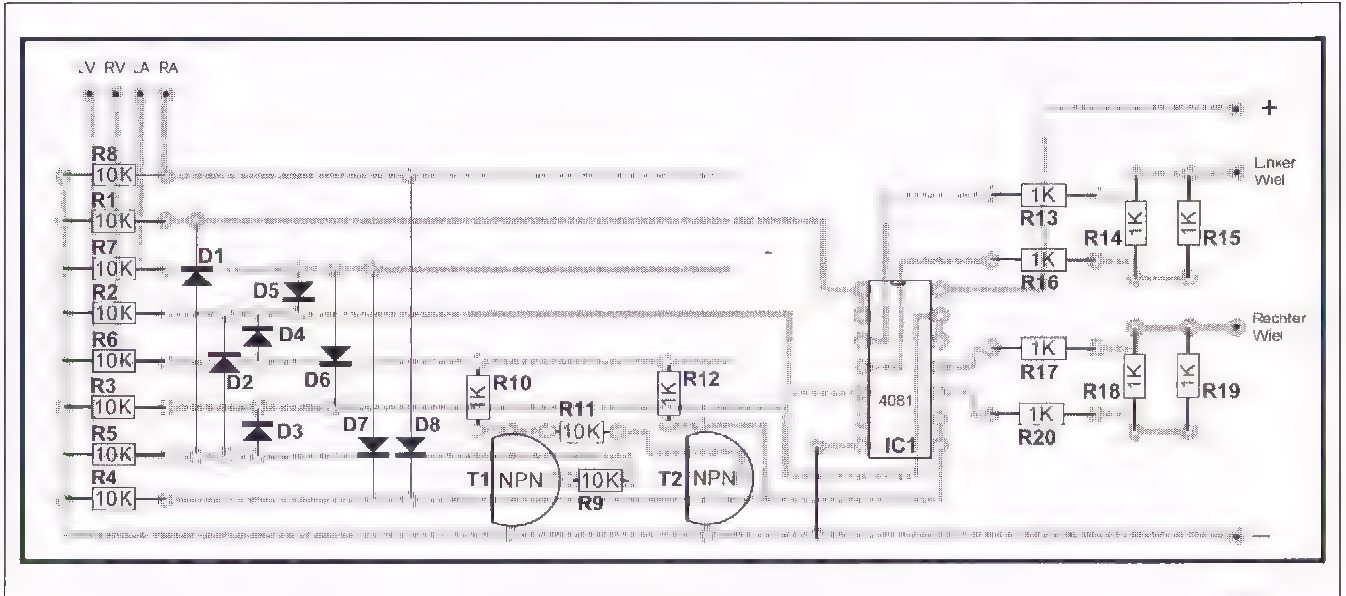 .V RV .A RA
+
R8
10K
Linker
Wiel
R1
10K
1K
R13
1K
R14
1K
R15
R7
10K
D1
1K
R16
D5
R2
10K
D4
Rechter
Wiel
R6
10K
D2
D6
R10
1K
R12
1K
1K
R17
R18
1K
1K
R19
R3
10K
4081
R11
10K
1K
R20
D3
D7
D8
IC1
R5
10K
T1
NPN
10K
R9
T2
NPN
R4
10K
—